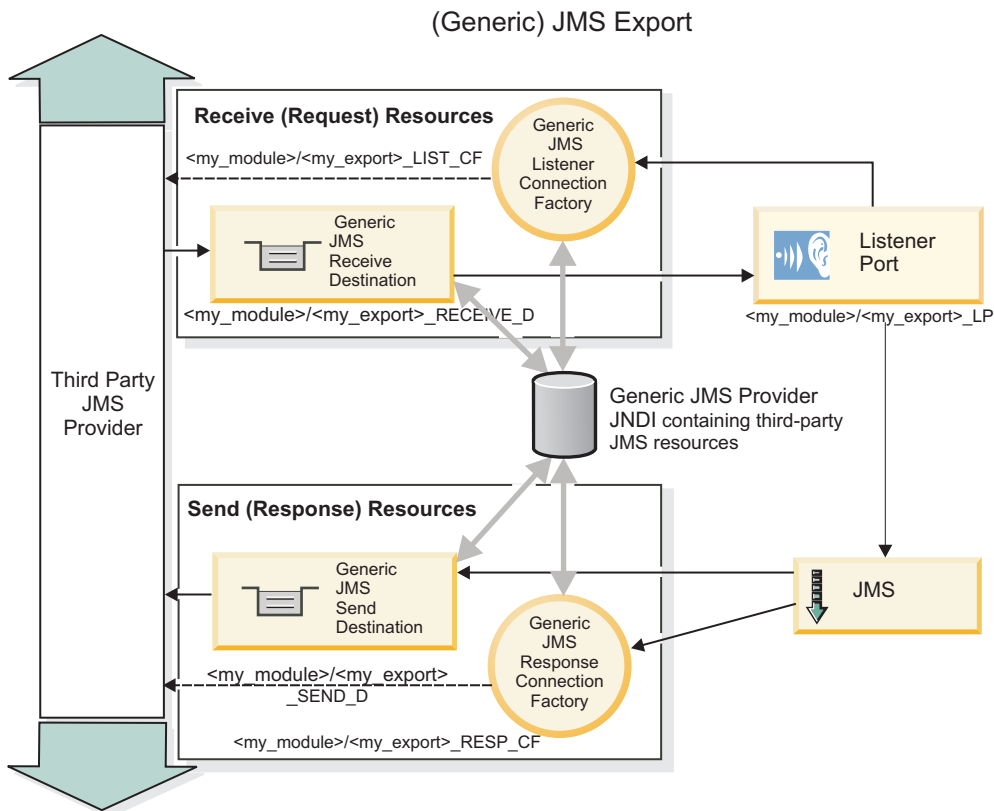 (Generic) JMS Export
Receive (Request) Resources
<my_module>/<my_export>_LIST_CF
Generic
JMS
Listener
Connection
Factory
Generic
JMS
Receive
Destination
<my_module>/<my_export>_RECEIVE_D
Listener
Port
<my_module>/<my_export>_LP
Third Party
JMS
Provider
Generic JMS Provider
JNDI containing third-party
JMS resources
Send (Response) Resources
Generic
JMS
Send
Destination
<my_module>/<my_export>
_SEND_D
Generic
JMS
Response
Connection
Factory
<my_module>/<my_export>_RESP_CF
JMS